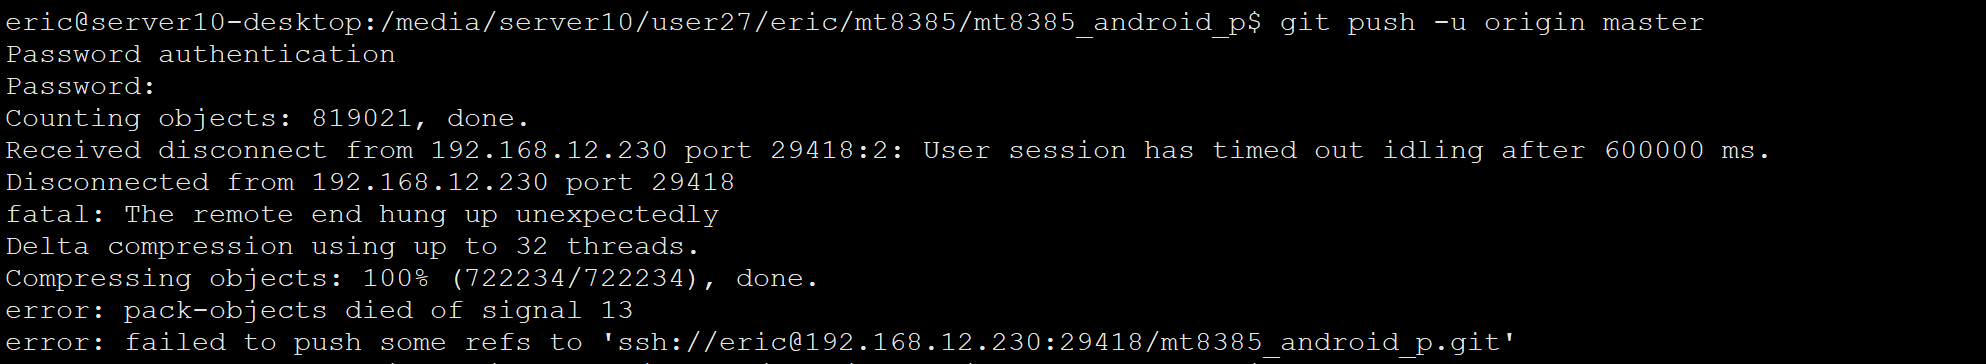 eric@server10-desktop:/media/server10/user27/eric/mt8385/mt8385_android_p$ git push -u origin master
Password authentication
Password:
Counting objects: 819021, done.
Received disconnect from 192.168.12.230 port 29418:2: User session has timed out idling after 600000 ms.
Disconnected from 192.168.12.230 port 29418
fatal: The remote end hung up unexpectedly
Delta compression using up to 32 threads.
Compressing objects: 100% (722234/722234), done.
error: pack-objects died of signal 13
error: failed to push some refs to 'ssh://eric@192.168.12.230:29418/mt8385_android_p.git'